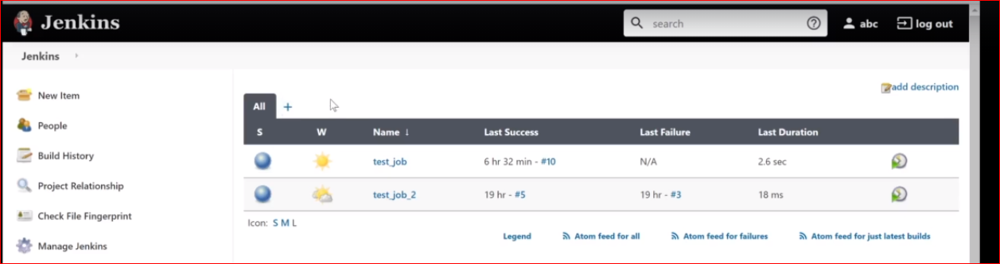 Jenkins
search
abc
log out
Jenkins
New Item
People
Build History
Project Relationship
Check File Fingerprint
Manage Jenkins
add description
All +
S W Name ↓ Last Success Last Failure Last Duration
test_job 6 hr 32 min - #10 N/A 2.6 sec
test_job_2 19 hr - #5 19 hr - #3 18 ms
Icon: S M L
Legend Atom feed for all Atom feed for failures Atom feed for just latest builds